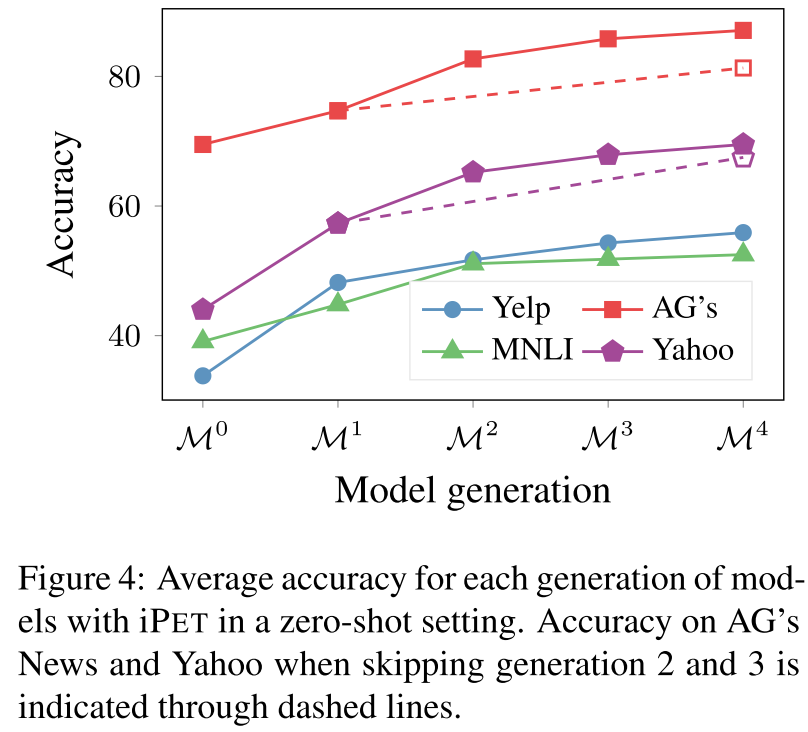 80
60
40
Accuracy
Yelp
AG's
MNLI
Yahoo
ℳ⁰ ℳ¹ ℳ² ℳ³ ℳ⁴
Model generation
Figure 4: Average accuracy for each generation of mod-
els with iPET in a zero-shot setting. Accuracy on AG's
News and Yahoo when skipping generation 2 and 3 is
indicated through dashed lines.